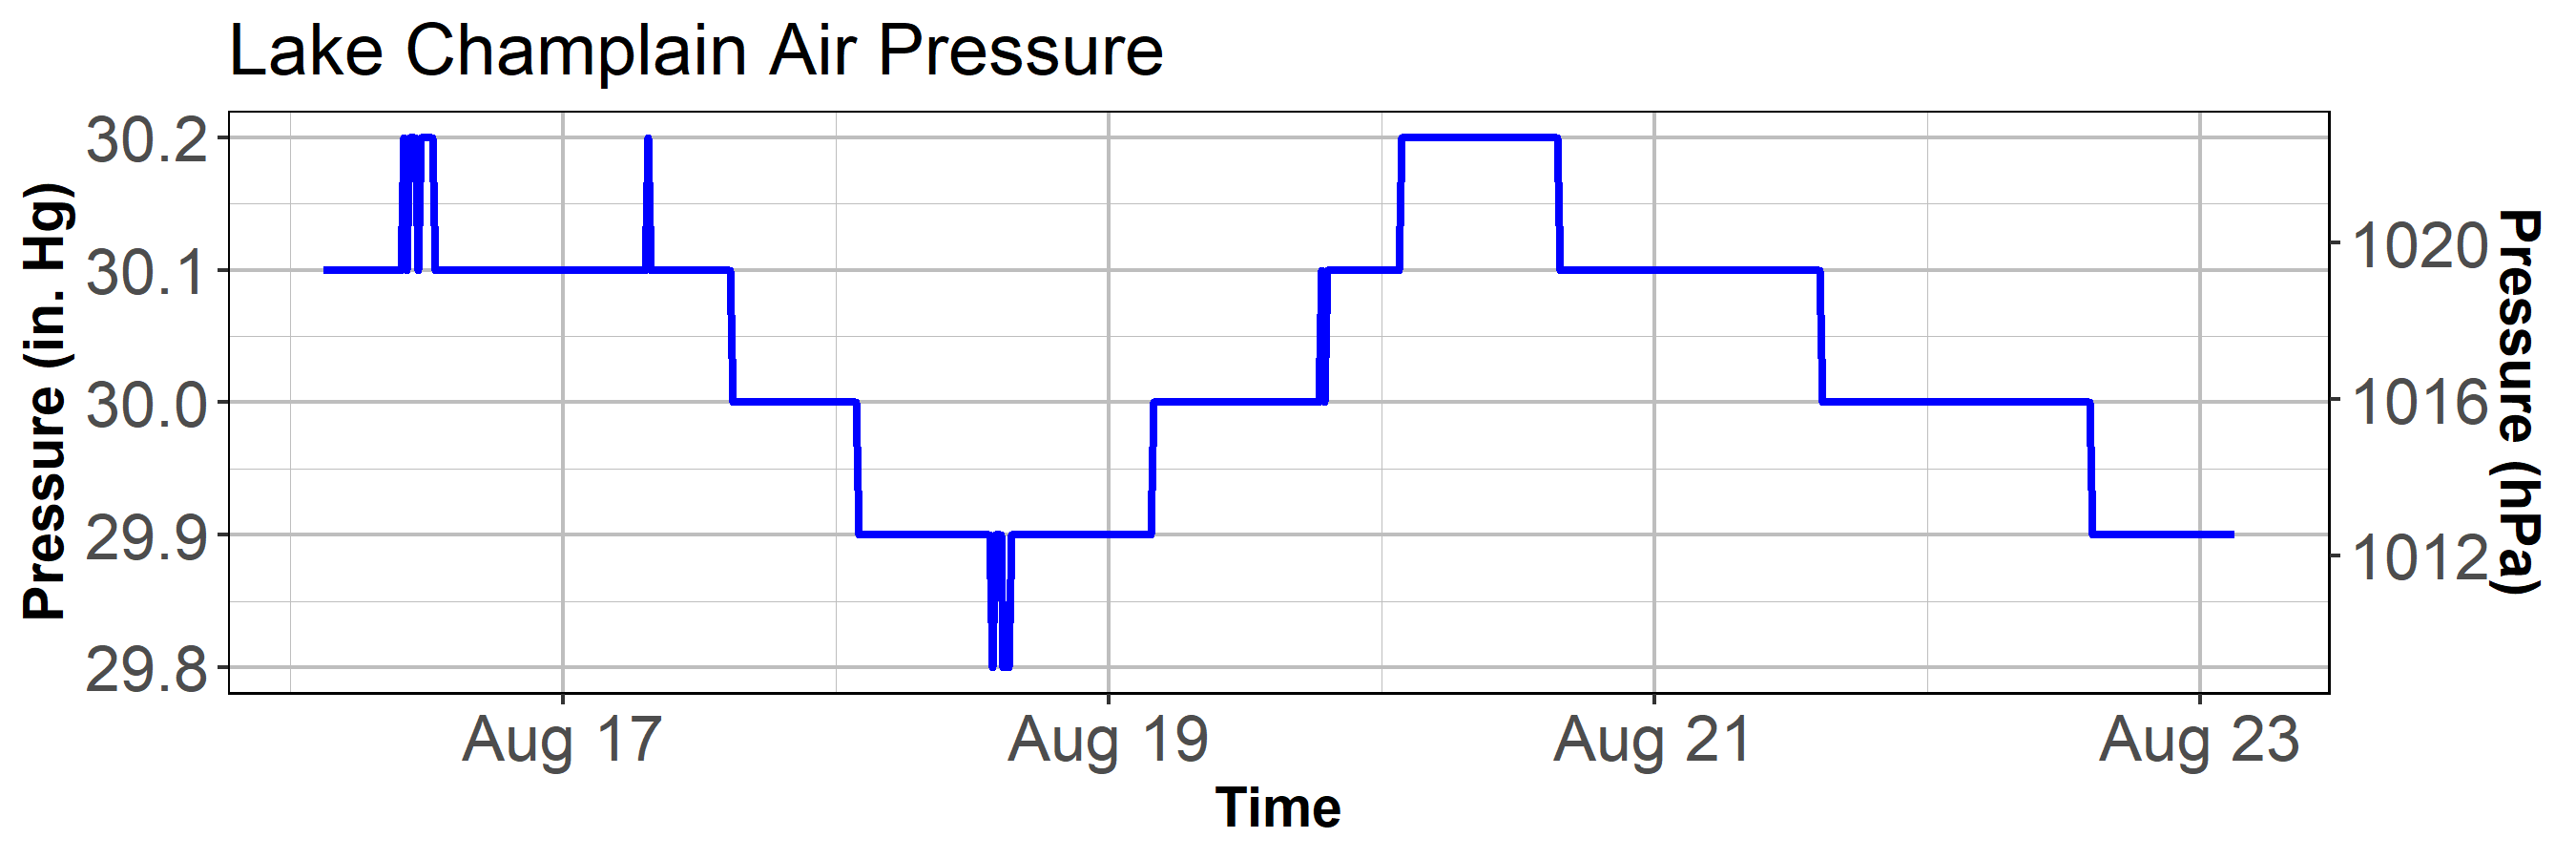 Lake Champlain Air Pressure
Pressure (in. Hg)
30.2
30.1
30.0
29.9
29.8
1020
1016
1012
Pressure (hPa)
Aug 17
Aug 19
Aug 21
Aug 23
Time